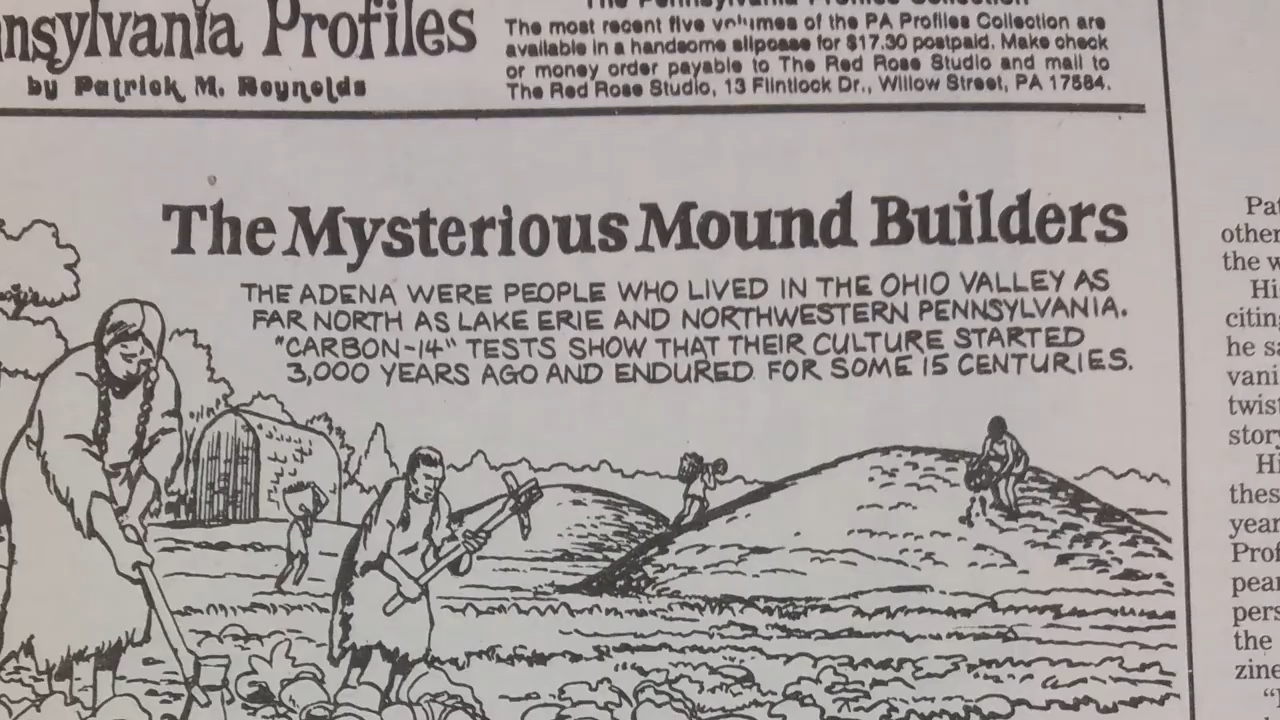 nnsylvania Profiles
by Patrick M. Reynolds
The Pennsylvania Profiles Collection
The most recent five volumes of the PA Profiles Collection are
available in a handsome slipcase for $17.30 postpaid. Make check
or money order payable to The Red Rose Studio and mail to
The Red Rose Studio, 13 Flintlock Dr., Willow Street, PA 17584.
The Mysterious Mound Builders
THE ADENA WERE PEOPLE WHO LIVED IN THE OHIO VALLEY AS
FAR NORTH AS LAKE ERIE AND NORTHWESTERN PENNSYLVANIA.
"CARBON-14" TESTS SHOW THAT THEIR CULTURE STARTED
3,000 YEARS AGO AND ENDURED FOR SOME 15 CENTURIES.
Pat
other
the w
Hi
citing
he sa
vani
twist
story
Hi
thes
year
Prof
pear
pers
the
zine